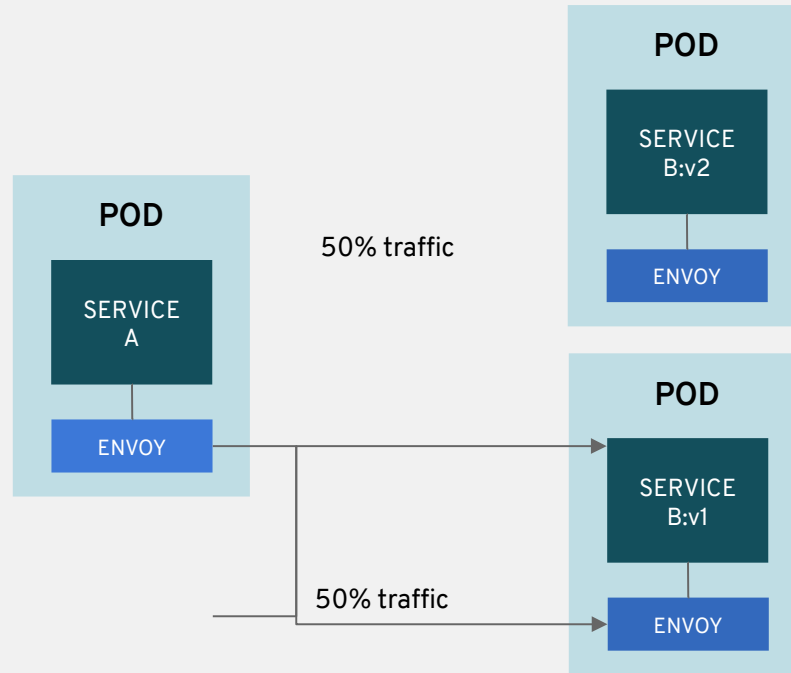 POD
SERVICE
B:v2
ENVOY
POD
SERVICE
A
ENVOY
50% traffic
POD
SERVICE
B:v1
ENVOY
50% traffic